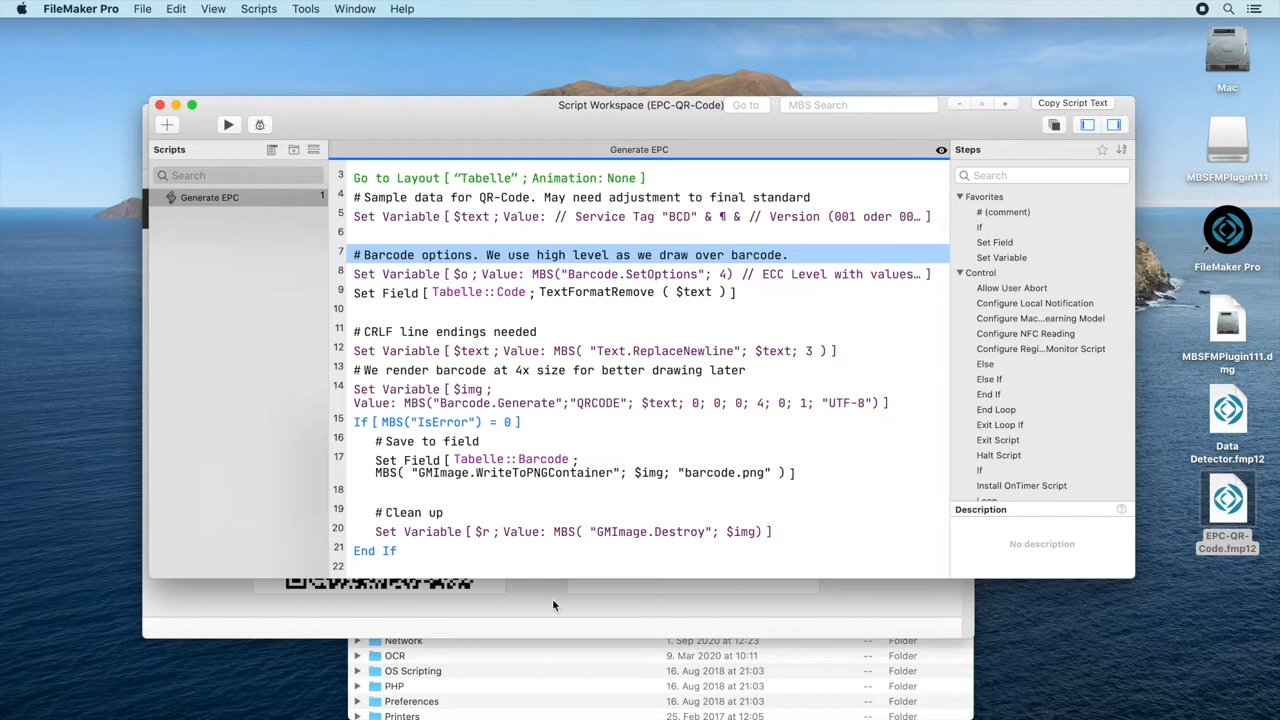 FileMaker Pro File Edit View Scripts Tools Window Help
Script Workspace (EPC-QR-Code) Go to MBS Search - = + Copy Script Text
Scripts
Generate EPC
Steps
Search
Generate EPC 1
3 Go to Layout [ “Tabelle” ; Animation: None ]
4 # Sample data for QR-Code. May need adjustment to final standard
5 Set Variable [ $text ; Value: // Service Tag "BCD" & ¶ & // Version (001 oder 00… ]
6
7 # Barcode options. We use high level as we draw over barcode.
8 Set Variable [ $o ; Value: MBS("Barcode.SetOptions"; 4) // ECC Level with values… ]
9 Set Field [ Tabelle::Code ; TextFormatRemove ( $text ) ]
10
11 # CRLF line endings needed
12 Set Variable [ $text ; Value: MBS( "Text.ReplaceNewline"; $text; 3 ) ]
13 # We render barcode at 4x size for better drawing later
14 Set Variable [ $img ;
Value: MBS("Barcode.Generate";"QRCODE"; $text; 0; 0; 0; 4; 0; 1; "UTF-8") ]
15 If [ MBS("IsError") = 0 ]
16 # Save to field
17 Set Field [ Tabelle::Barcode ;
MBS( "GMImage.WriteToPNGContainer"; $img; "barcode.png" ) ]
18
19 # Clean up
20 Set Variable [ $r ; Value: MBS( "GMImage.Destroy"; $img) ]
21 End If
22
Search
Favorites
# (comment)
If
Set Field
Set Variable
Control
Allow User Abort
Configure Local Notification
Configure Mac…earning Model
Configure NFC Reading
Configure Regi…Monitor Script
Else
Else If
End If
End Loop
Exit Loop If
Exit Script
Halt Script
If
Install OnTimer Script
Loop
Description
No description
Network 1. Sep 2020 at 12:23 -- Folder
OCR 9. Mar 2020 at 10:11 -- Folder
OS Scripting 16. Aug 2018 at 21:03 -- Folder
PHP 16. Aug 2018 at 21:03 -- Folder
Preferences 16. Aug 2018 at 21:03 -- Folder
Printers 25. Feb 2017 at 12:05 -- Folder
Mac
MBSFMPlugin111
FileMaker Pro
MBSFMPlugin111.d
mg
Data
Detector.fmp12
EPC-QR-
Code.fmp12